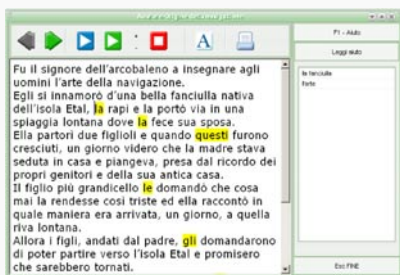 F1 - Aiuto
A
Leggi aiuto
la fanciulla
l'arte
Fu il signore dell'arcobaleno a insegnare agli
uomini l'arte della navigazione.
Egli si innamorò d'una bella fanciulla nativa
dell'isola Etal, la rapì e la portò via in una
spiaggia lontana dove la fece sua sposa.
Ella partorì due figlioli e quando questi furono
cresciuti, un giorno videro che la madre stava
seduta in casa e piangeva, presa dal ricordo dei
propri genitori e della sua antica casa.
Il figlio più grandicello le domandò che cosa
mai la rendesse così triste ed ella raccontò in
quale maniera era arrivata, un giorno, a quella
riva lontana.
Allora i figli, andati dal padre, gli domandarono
di poter partire verso l'isola Etal e promisero
che sarebbero tornati.
Esc FINE